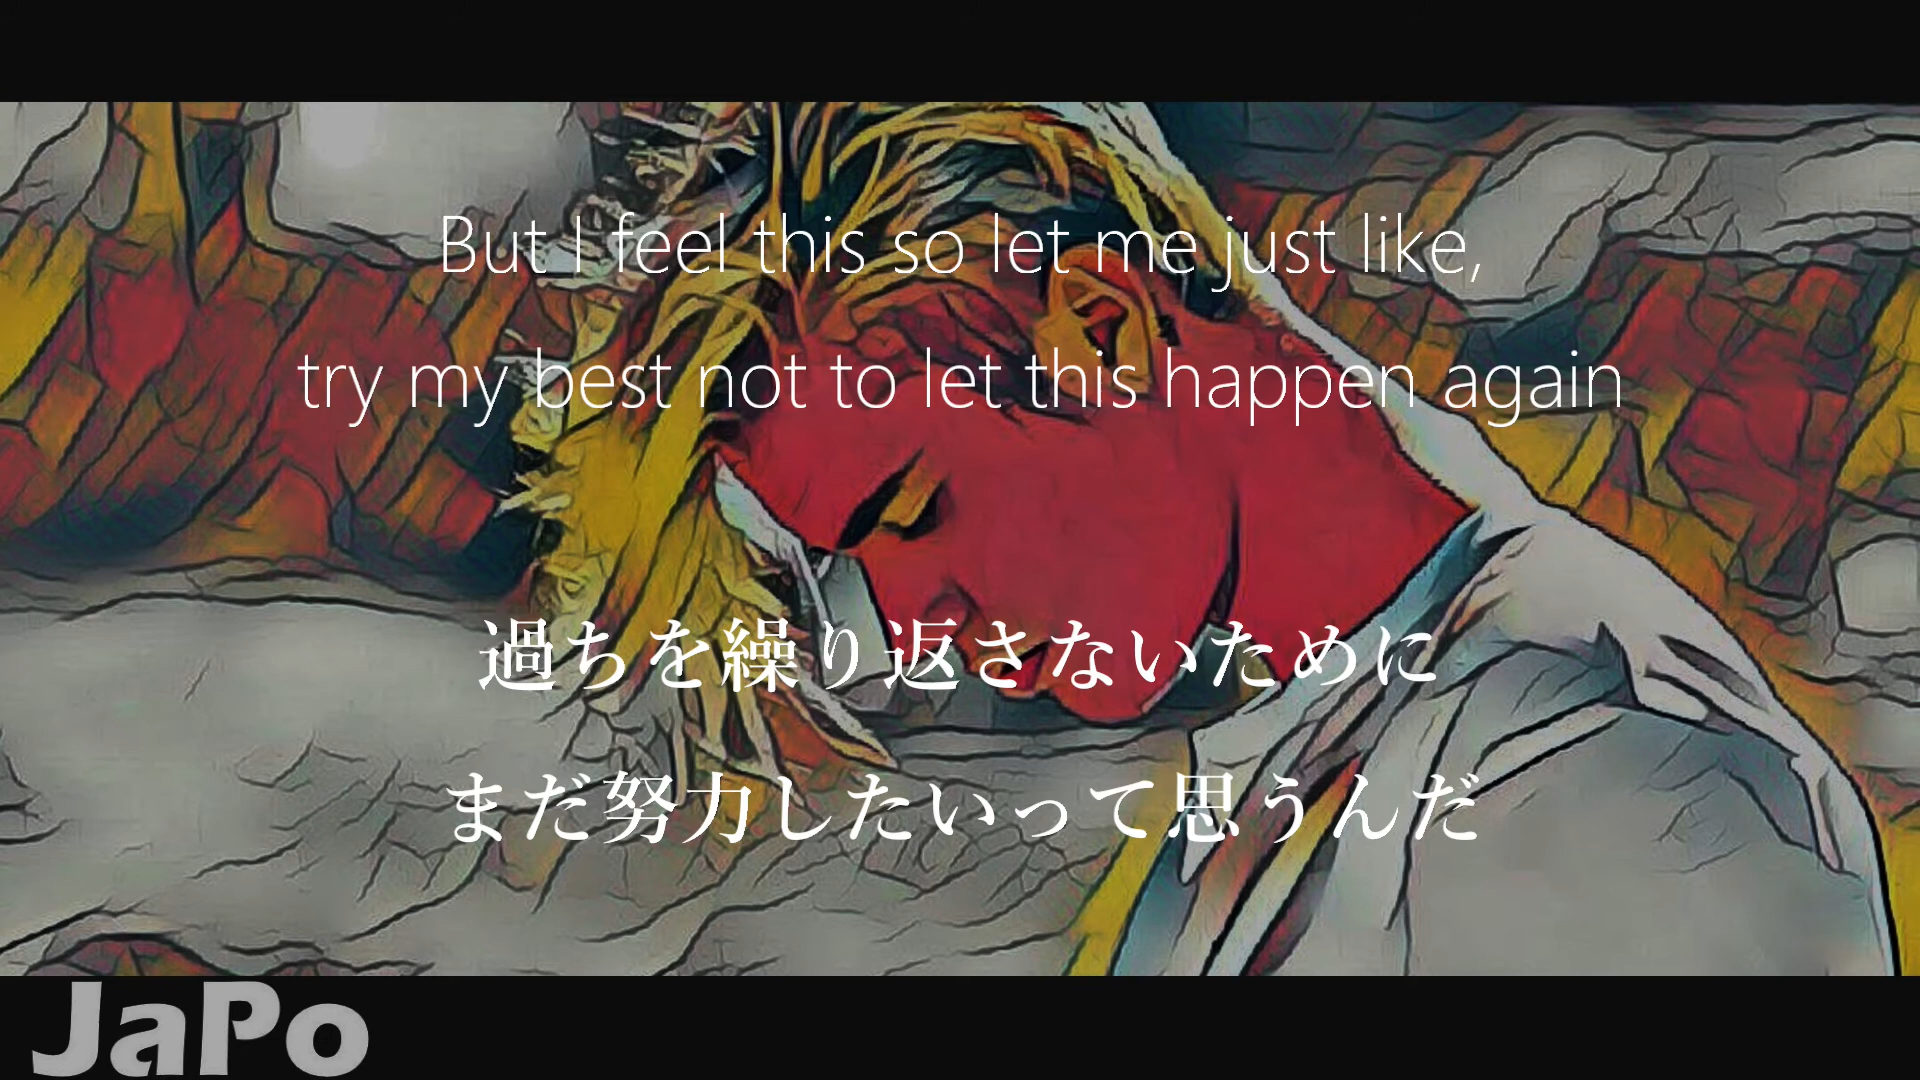 But I feel this so let me just like,
try my best not to let this happen again
過ちを繰り返さないために
まだ努力したいって思うんだ
JaPo